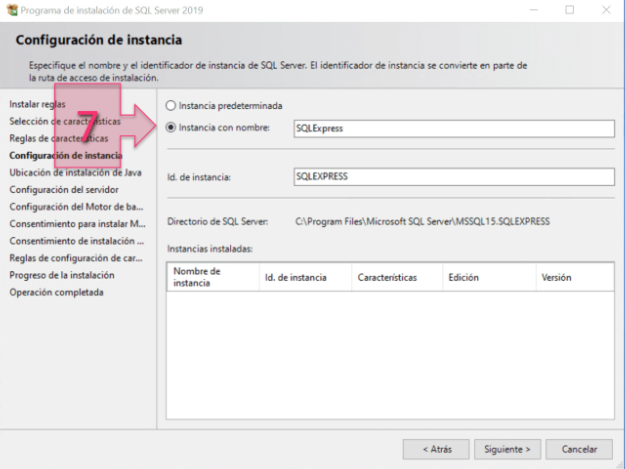 Programa de instalación de SQL Server 2019
Configuración de instancia
Especifique el nombre y el identificador de instancia de SQL Server. El identificador de instancia se convierte en parte de
la ruta de acceso de instalación.
Instalar reglas
Selección de características
Reglas de características
Configuración de instancia
Ubicación de instalación de Java
Configuración del servidor
Configuración del Motor de ba...
Consentimiento para instalar M...
Consentimiento de instalación ...
Reglas de configuración de car...
Progreso de la instalación
Operación completada
7
Instancia predeterminada
Instancia con nombre: SQLExpress
Id. de instancia: SQLEXPRESS
Directorio de SQL Server: C:\Program Files\Microsoft SQL Server\MSSQL15.SQLEXPRESS
Instancias instaladas:
Nombre de
instancia
Id. de instancia
Características
Edición
Versión
< Atrás
Siguiente >
Cancelar